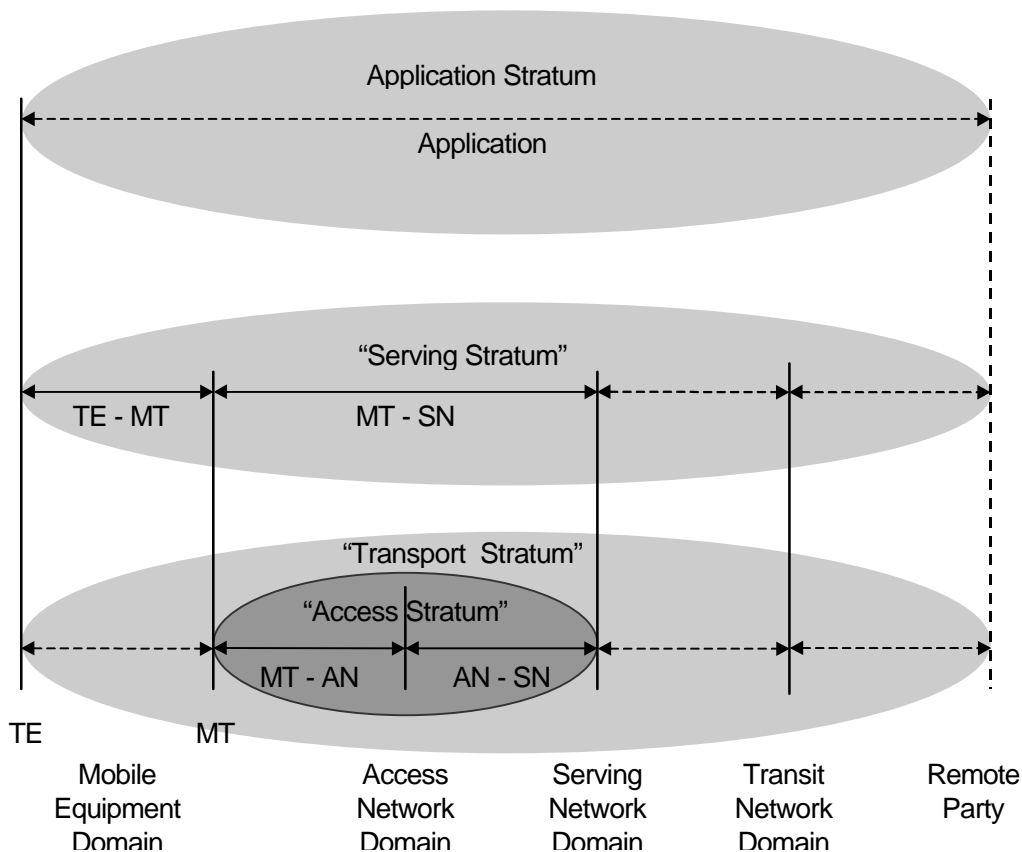 Application Stratum
Application
“Serving Stratum”
TE - MT
MT - SN
“Transport Stratum”
“Access Stratum”
MT - AN
AN - SN
TE
MT
Mobile
Equipment
Domain
Access
Network
Domain
Serving
Network
Domain
Transit
Network
Domain
Remote
Party